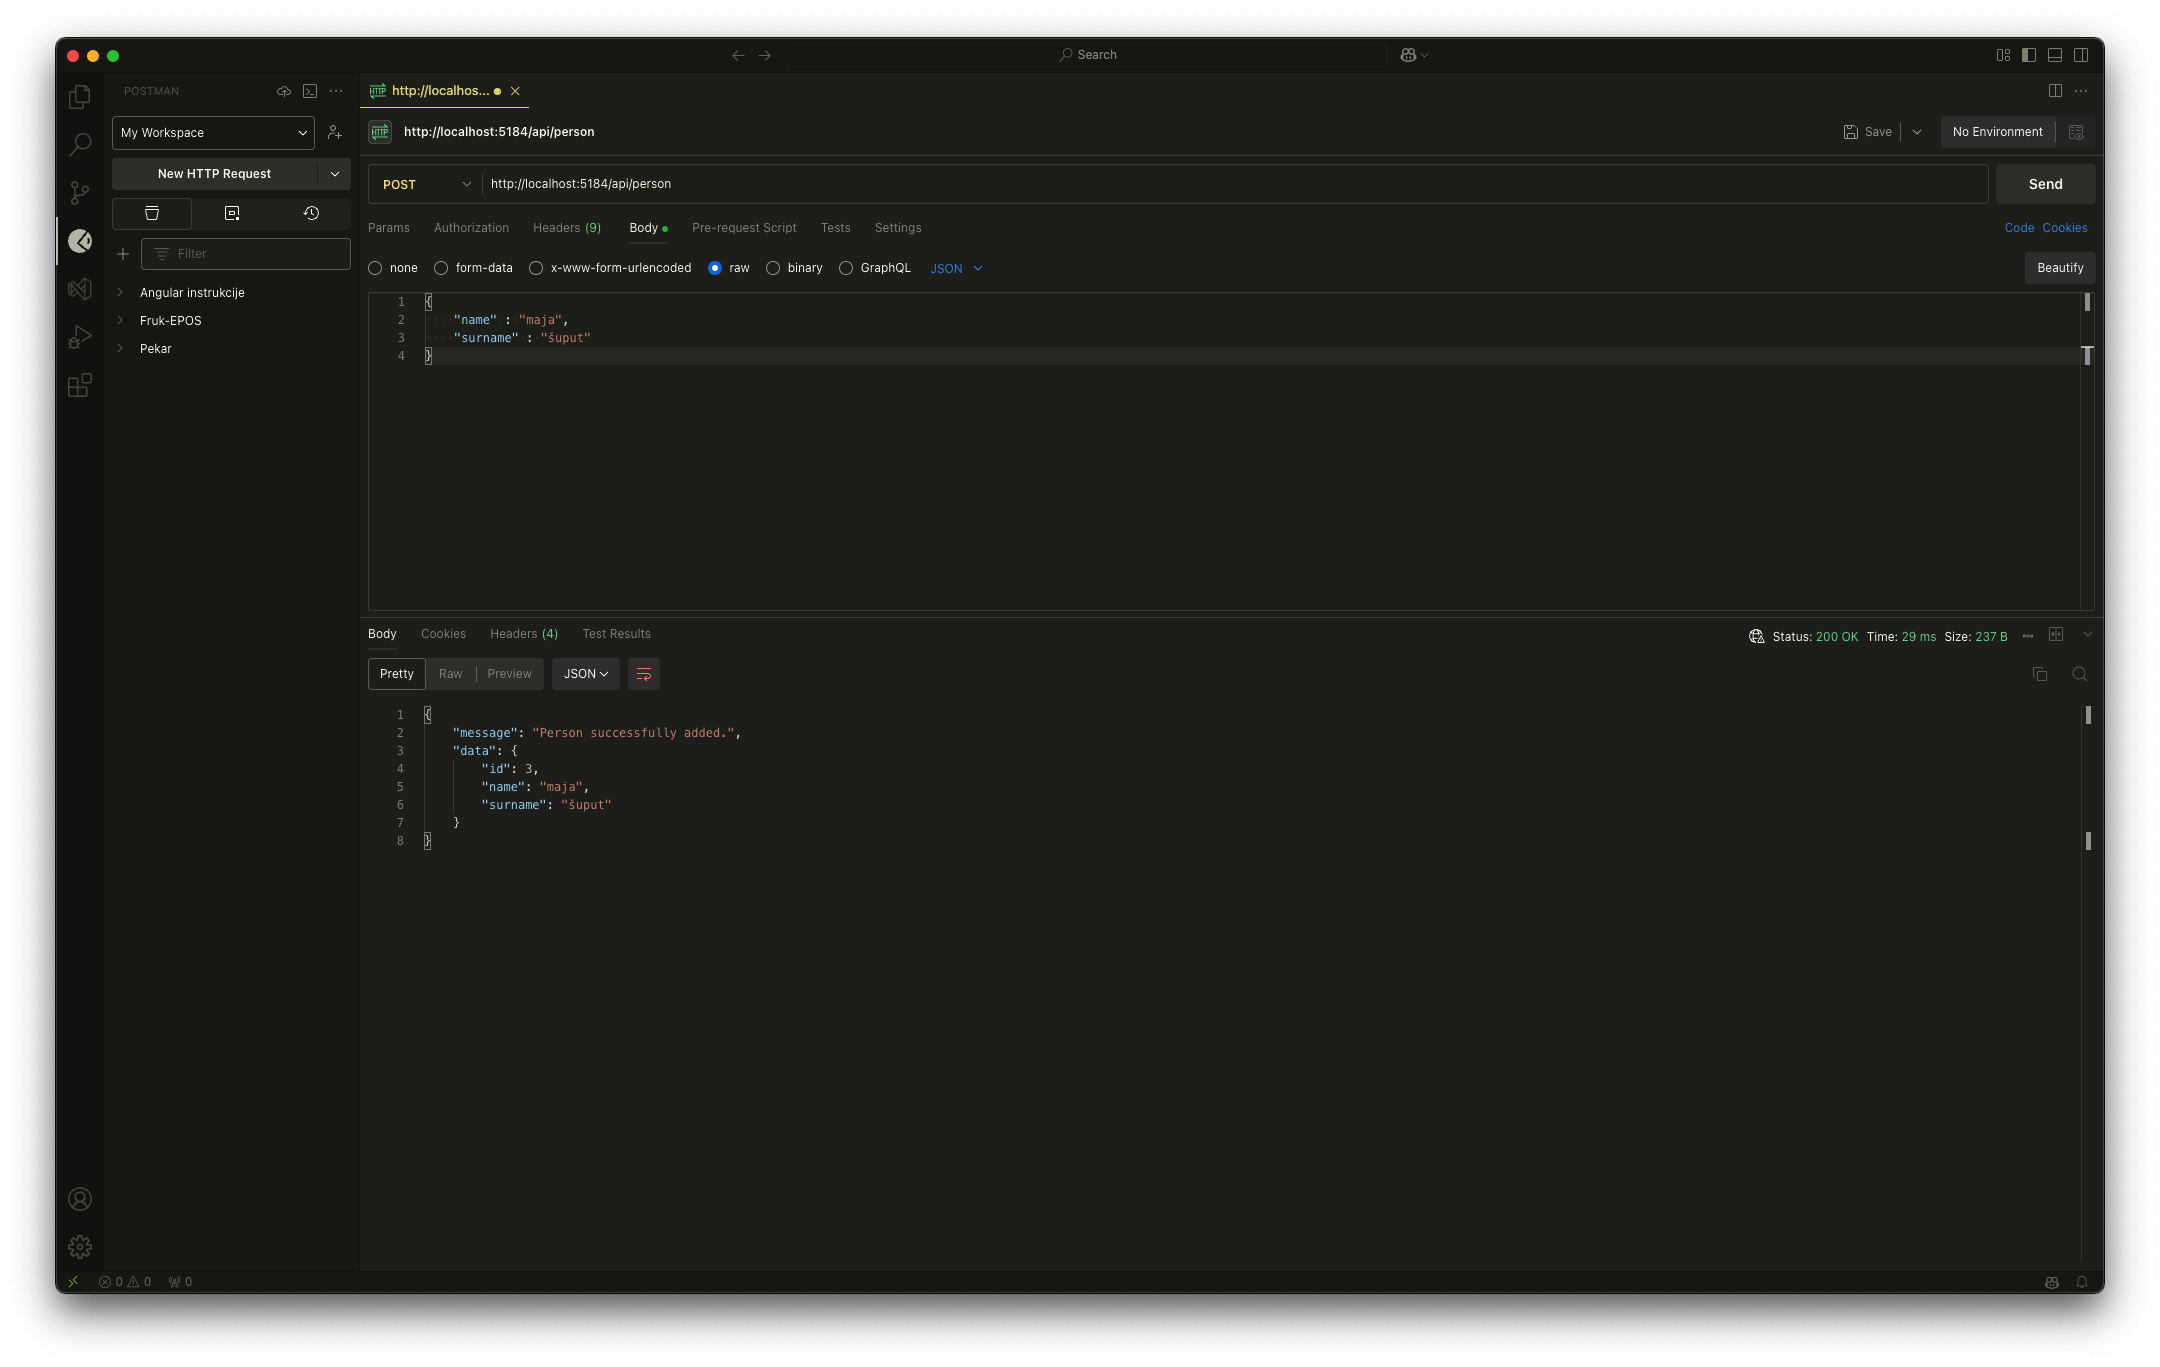 Search
POSTMAN
http://localhos...
My Workspace
HTTP http://localhost:5184/api/person
Save
No Environment
New HTTP Request
POST http://localhost:5184/api/person
Send
Params Authorization Headers (9) Body Pre-request Script Tests Settings
Code Cookies
Filter
none form-data x-www-form-urlencoded raw binary GraphQL JSON
Beautify
Angular instrukcije
Fruk-EPOS
Pekar
1 {
2 "name" : "maja",
3 "surname" : "šuput"
4 }
Body Cookies Headers (4) Test Results
Status: 200 OK Time: 29 ms Size: 237 B
Pretty Raw Preview JSON
1 {
2 "message": "Person successfully added.",
3 "data": {
4 "id": 3,
5 "name": "maja",
6 "surname": "šuput"
7 }
8 }
0 0 0